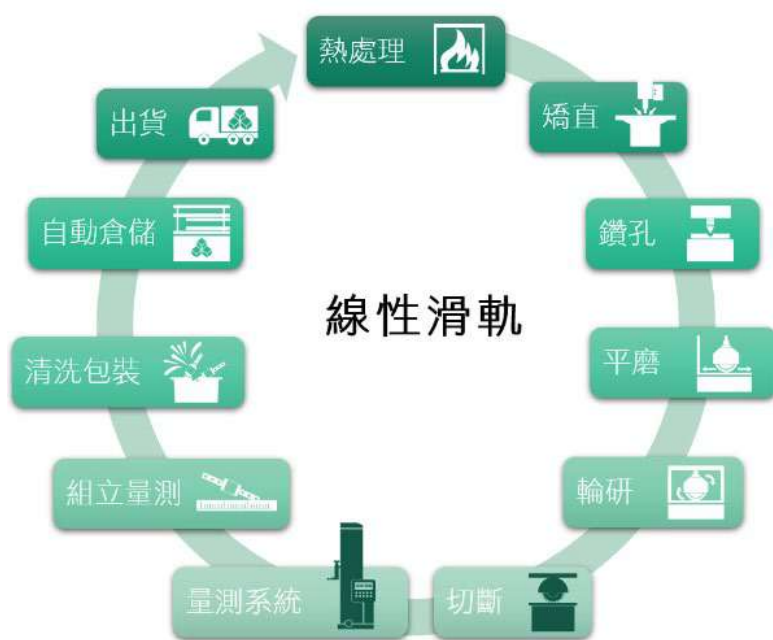 熱處理
矯直
鑽孔
平磨
輪研
切斷
量測系統
組立量測
清洗包裝
自動倉儲
出貨
線性滑軌